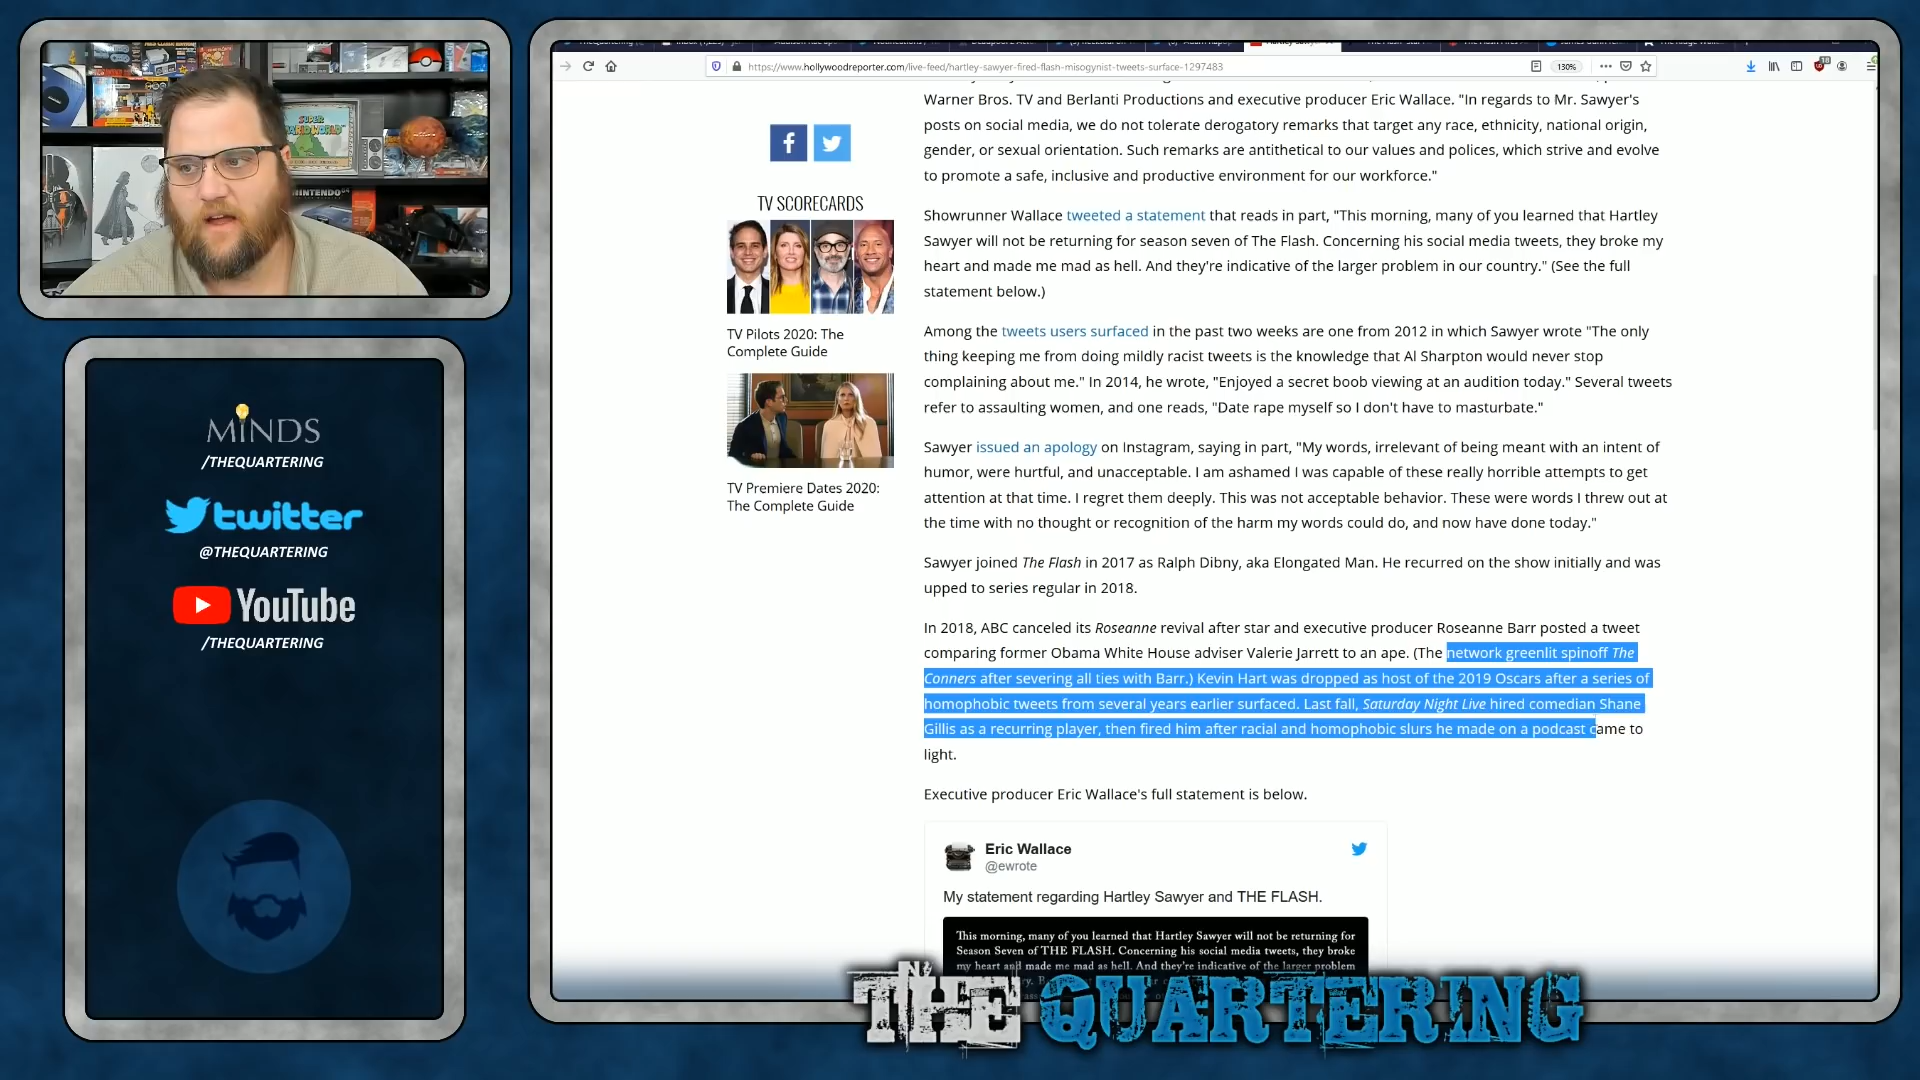 https://www.hollywoodreporter.com/live-feed/hartley-sawyer-fired-flash-misogynist-tweets-surface-1297483
130%
Warner Bros. TV and Berlanti Productions and executive producer Eric Wallace. "In regards to Mr. Sawyer's
posts on social media, we do not tolerate derogatory remarks that target any race, ethnicity, national origin,
gender, or sexual orientation. Such remarks are antithetical to our values and polices, which strive and evolve
to promote a safe, inclusive and productive environment for our workforce."
Showrunner Wallace tweeted a statement that reads in part, "This morning, many of you learned that Hartley
Sawyer will not be returning for season seven of The Flash. Concerning his social media tweets, they broke my
heart and made me mad as hell. And they're indicative of the larger problem in our country." (See the full
statement below.)
Among the tweets users surfaced in the past two weeks are one from 2012 in which Sawyer wrote "The only
thing keeping me from doing mildly racist tweets is the knowledge that Al Sharpton would never stop
complaining about me." In 2014, he wrote, "Enjoyed a secret boob viewing at an audition today." Several tweets
refer to assaulting women, and one reads, "Date rape myself so I don't have to masturbate."
Sawyer issued an apology on Instagram, saying in part, "My words, irrelevant of being meant with an intent of
humor, were hurtful, and unacceptable. I am ashamed I was capable of these really horrible attempts to get
attention at that time. I regret them deeply. This was not acceptable behavior. These were words I threw out at
the time with no thought or recognition of the harm my words could do, and now have done today."
Sawyer joined The Flash in 2017 as Ralph Dibny, aka Elongated Man. He recurred on the show initially and was
upped to series regular in 2018.
In 2018, ABC canceled its Roseanne revival after star and executive producer Roseanne Barr posted a tweet
comparing former Obama White House adviser Valerie Jarrett to an ape. (The network greenlit spinoff The
Conners after severing all ties with Barr.) Kevin Hart was dropped as host of the 2019 Oscars after a series of
homophobic tweets from several years earlier surfaced. Last fall, Saturday Night Live hired comedian Shane
Gillis as a recurring player, then fired him after racial and homophobic slurs he made on a podcast came to
light.
Executive producer Eric Wallace's full statement is below.
Eric Wallace
@ewrote
My statement regarding Hartley Sawyer and THE FLASH.
This morning, many of you learned that Hartley Sawyer will not be returning for
Season Seven of THE FLASH. Concerning his social media tweets, they broke
my heart and made me mad as hell. And they're indicative of the larger problem
TV SCORECARDS
TV Pilots 2020: The
Complete Guide
TV Premiere Dates 2020:
The Complete Guide
SUPER
MARIO WORLD
NINTENDO
MINDS
/THEQUARTERING
twitter
@THEQUARTERING
YouTube
/THEQUARTERING
THE QUARTERING